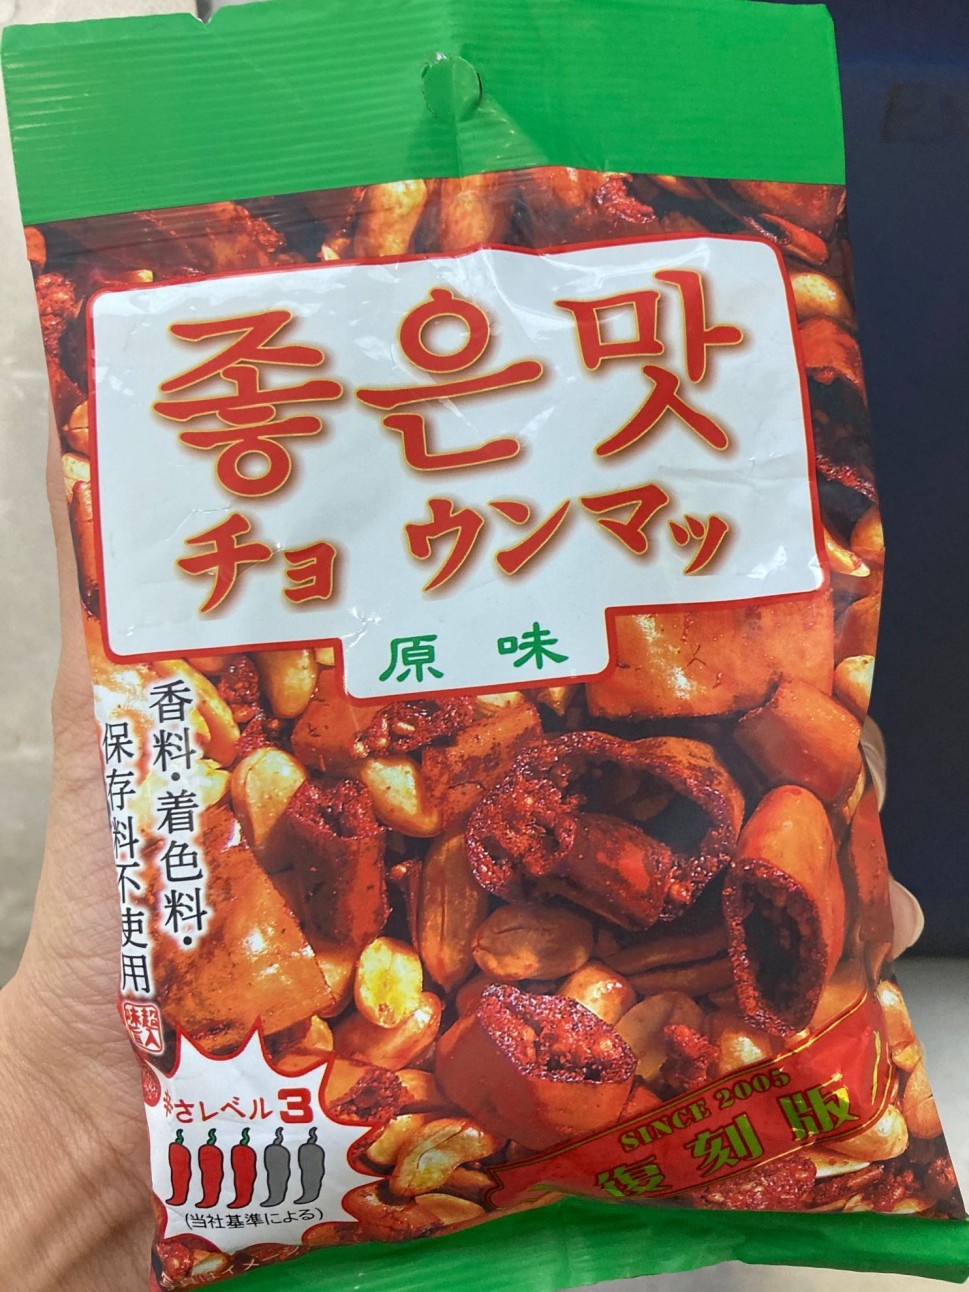 좋은맛
チョウンマッ
原味
香料・着色料・
保存料不使用
辛さレベル3
(当社基準による)
SINCE 2005
復刻版